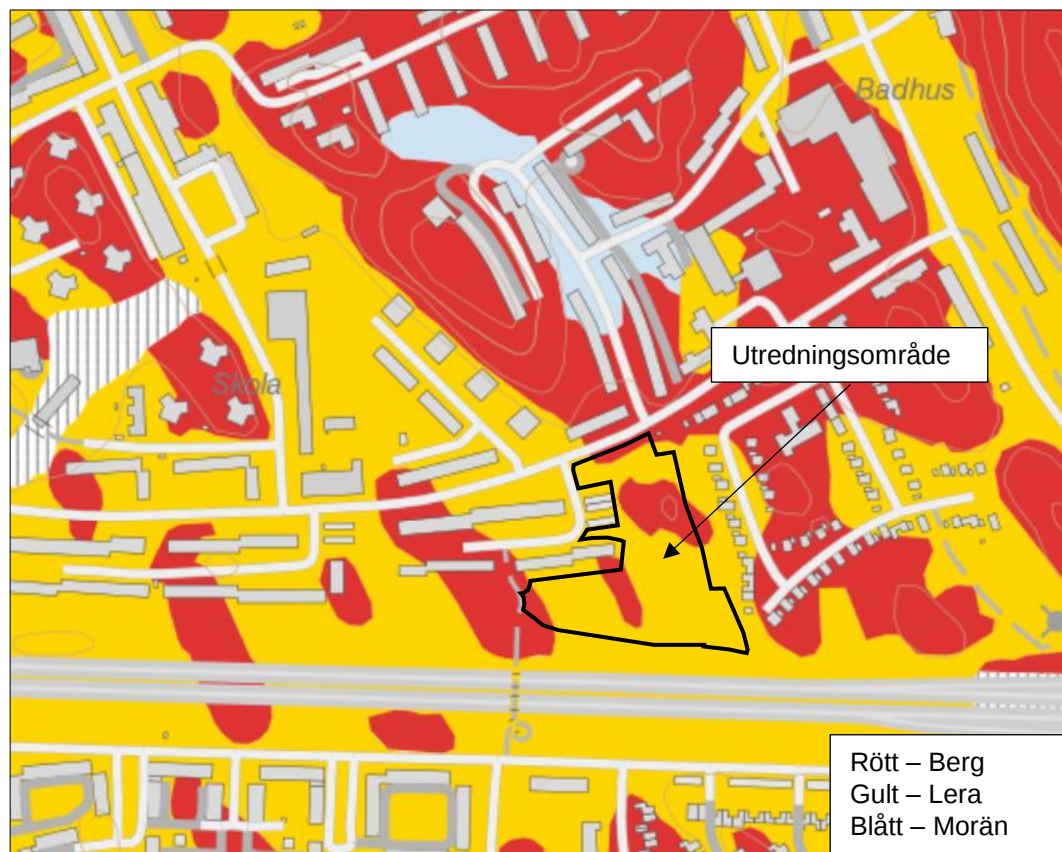 Badhus
Utredningsområde
Skola
Rött – Berg
Gult – Lera
Blått – Morän